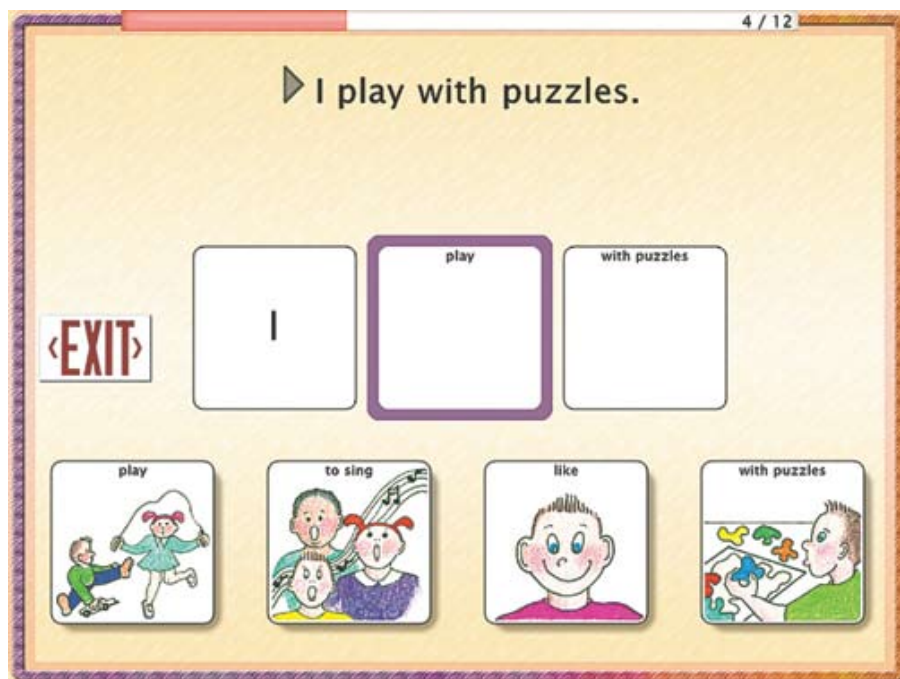 4 / 12
I play with puzzles.
I
play
with puzzles
‹EXIT›
play
to sing
like
with puzzles